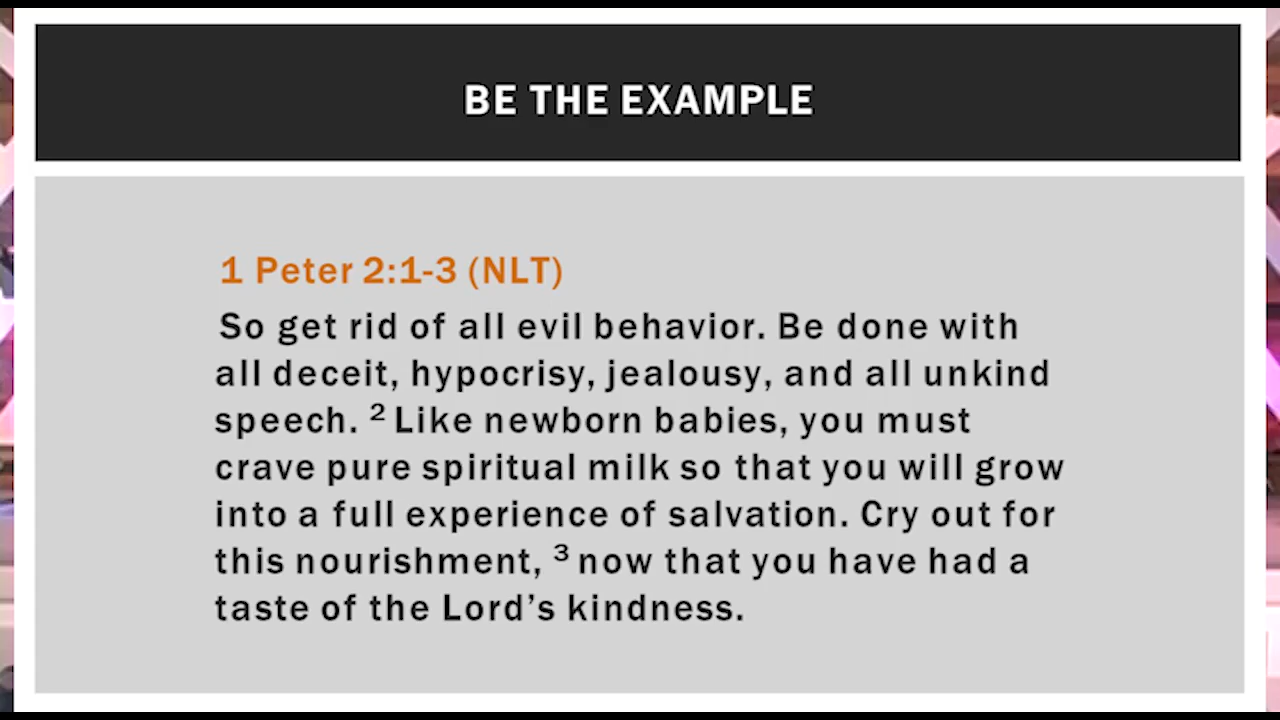 BE THE EXAMPLE
1 Peter 2:1-3 (NLT)
So get rid of all evil behavior. Be done with
all deceit, hypocrisy, jealousy, and all unkind
speech. ² Like newborn babies, you must
crave pure spiritual milk so that you will grow
into a full experience of salvation. Cry out for
this nourishment, ³ now that you have had a
taste of the Lord’s kindness.